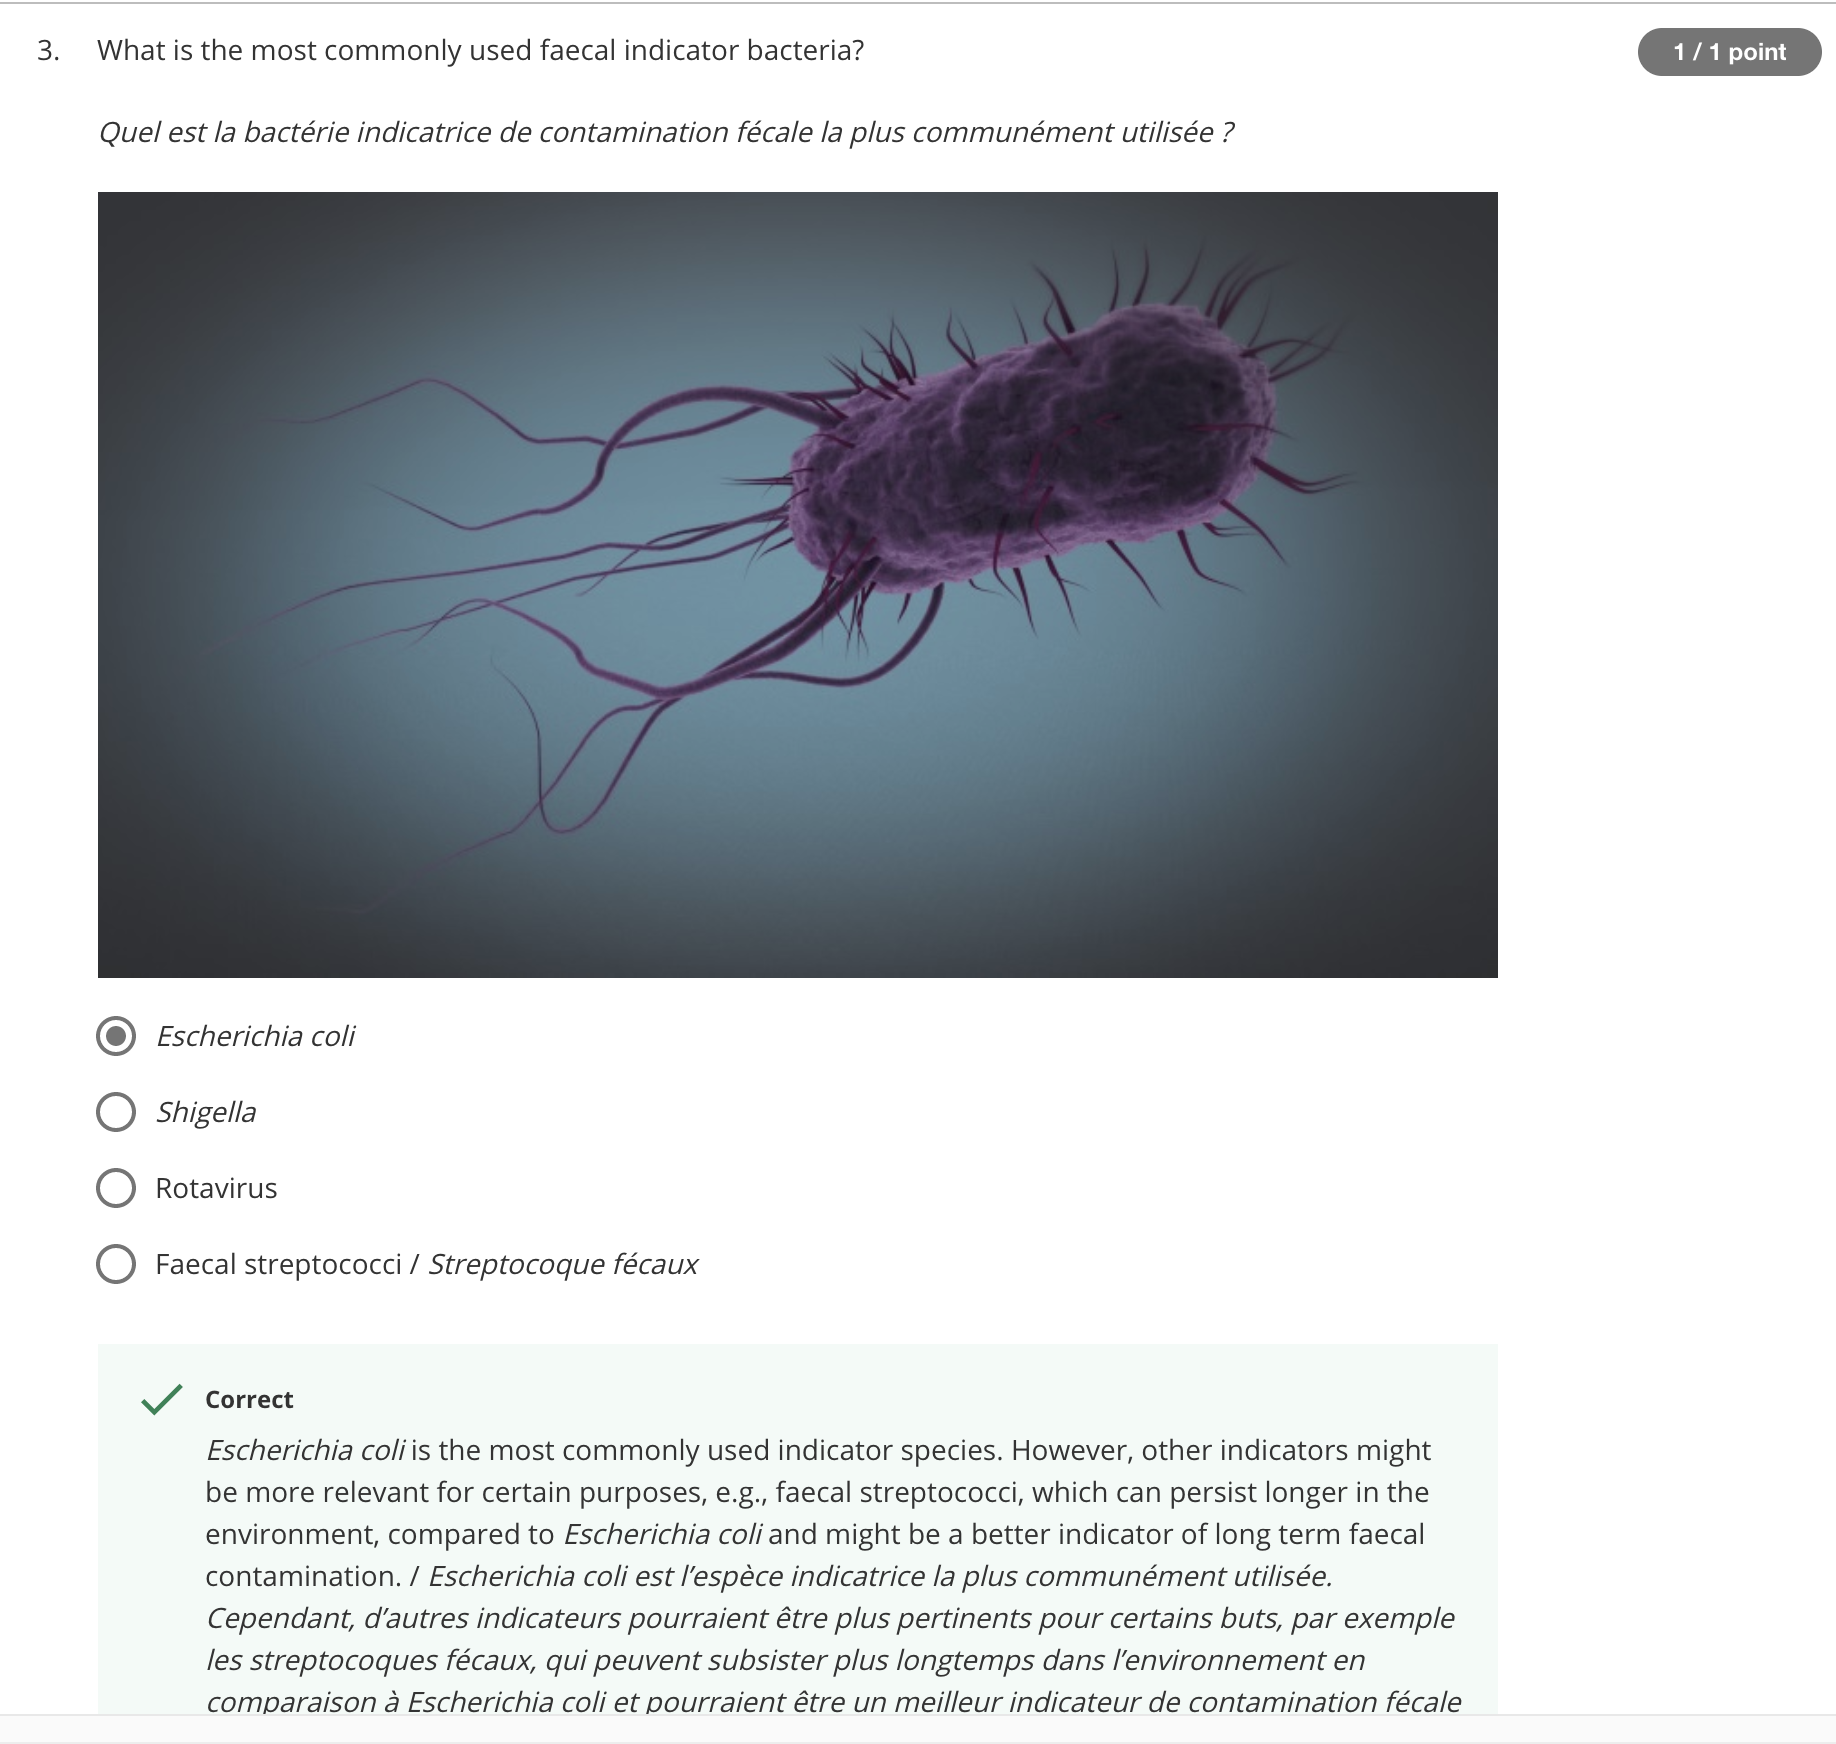 3. What is the most commonly used faecal indicator bacteria?
1 / 1 point
Quel est la bactérie indicatrice de contamination fécale la plus communément utilisée ?
Escherichia coli
Shigella
Rotavirus
Faecal streptococci / Streptocoque fécaux
Correct
Escherichia coli is the most commonly used indicator species. However, other indicators might
be more relevant for certain purposes, e.g., faecal streptococci, which can persist longer in the
environment, compared to Escherichia coli and might be a better indicator of long term faecal
contamination. / Escherichia coli est l’espèce indicatrice la plus communément utilisée.
Cependant, d’autres indicateurs pourraient être plus pertinents pour certains buts, par exemple
les streptocoques fécaux, qui peuvent subsister plus longtemps dans l’environnement en
comparaison à Escherichia coli et pourraient être un meilleur indicateur de contamination fécale